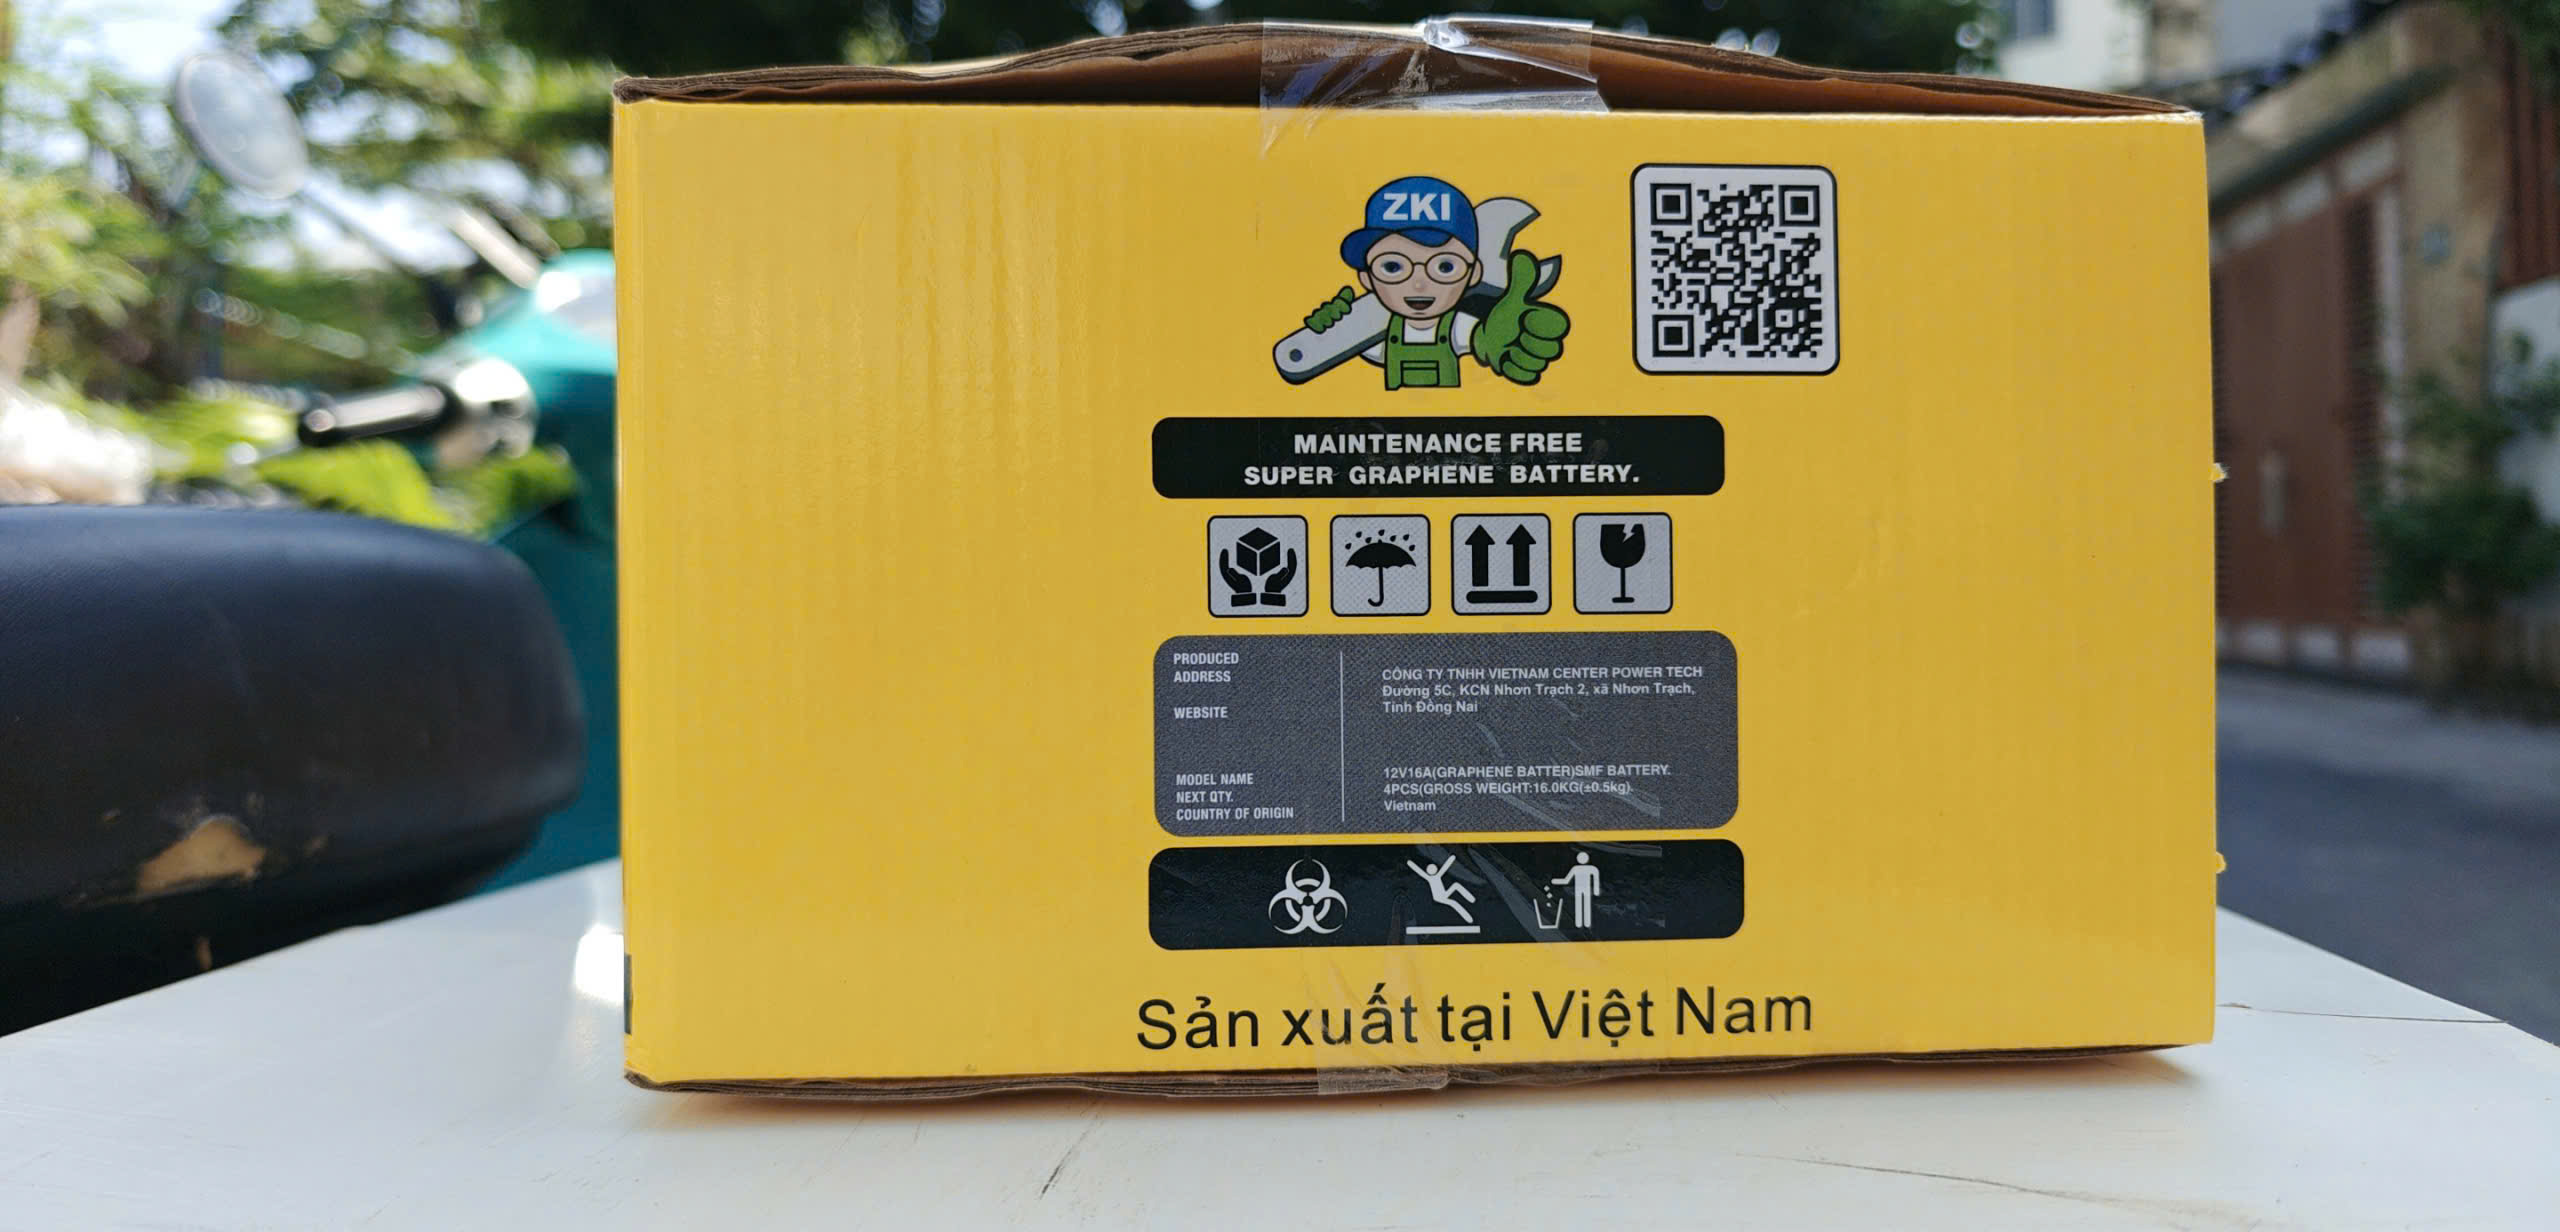 ZKI
MAINTENANCE FREE
SUPER GRAPHENE BATTERY.
PRODUCED
ADDRESS
WEBSITE
CÔNG TY TNHH VIETNAM CENTER POWER TECH
Đường 5C, KCN Nhơn Trạch 2, xã Nhơn Trạch,
Tỉnh Đồng Nai
MODEL NAME
NEXT QTY.
COUNTRY OF ORIGIN
12V16A(GRAPHENE BATTER)SMF BATTERY.
4PCS(GROSS WEIGHT:16.0KG(±0.5kg).
Vietnam
Sản xuất tại Việt Nam